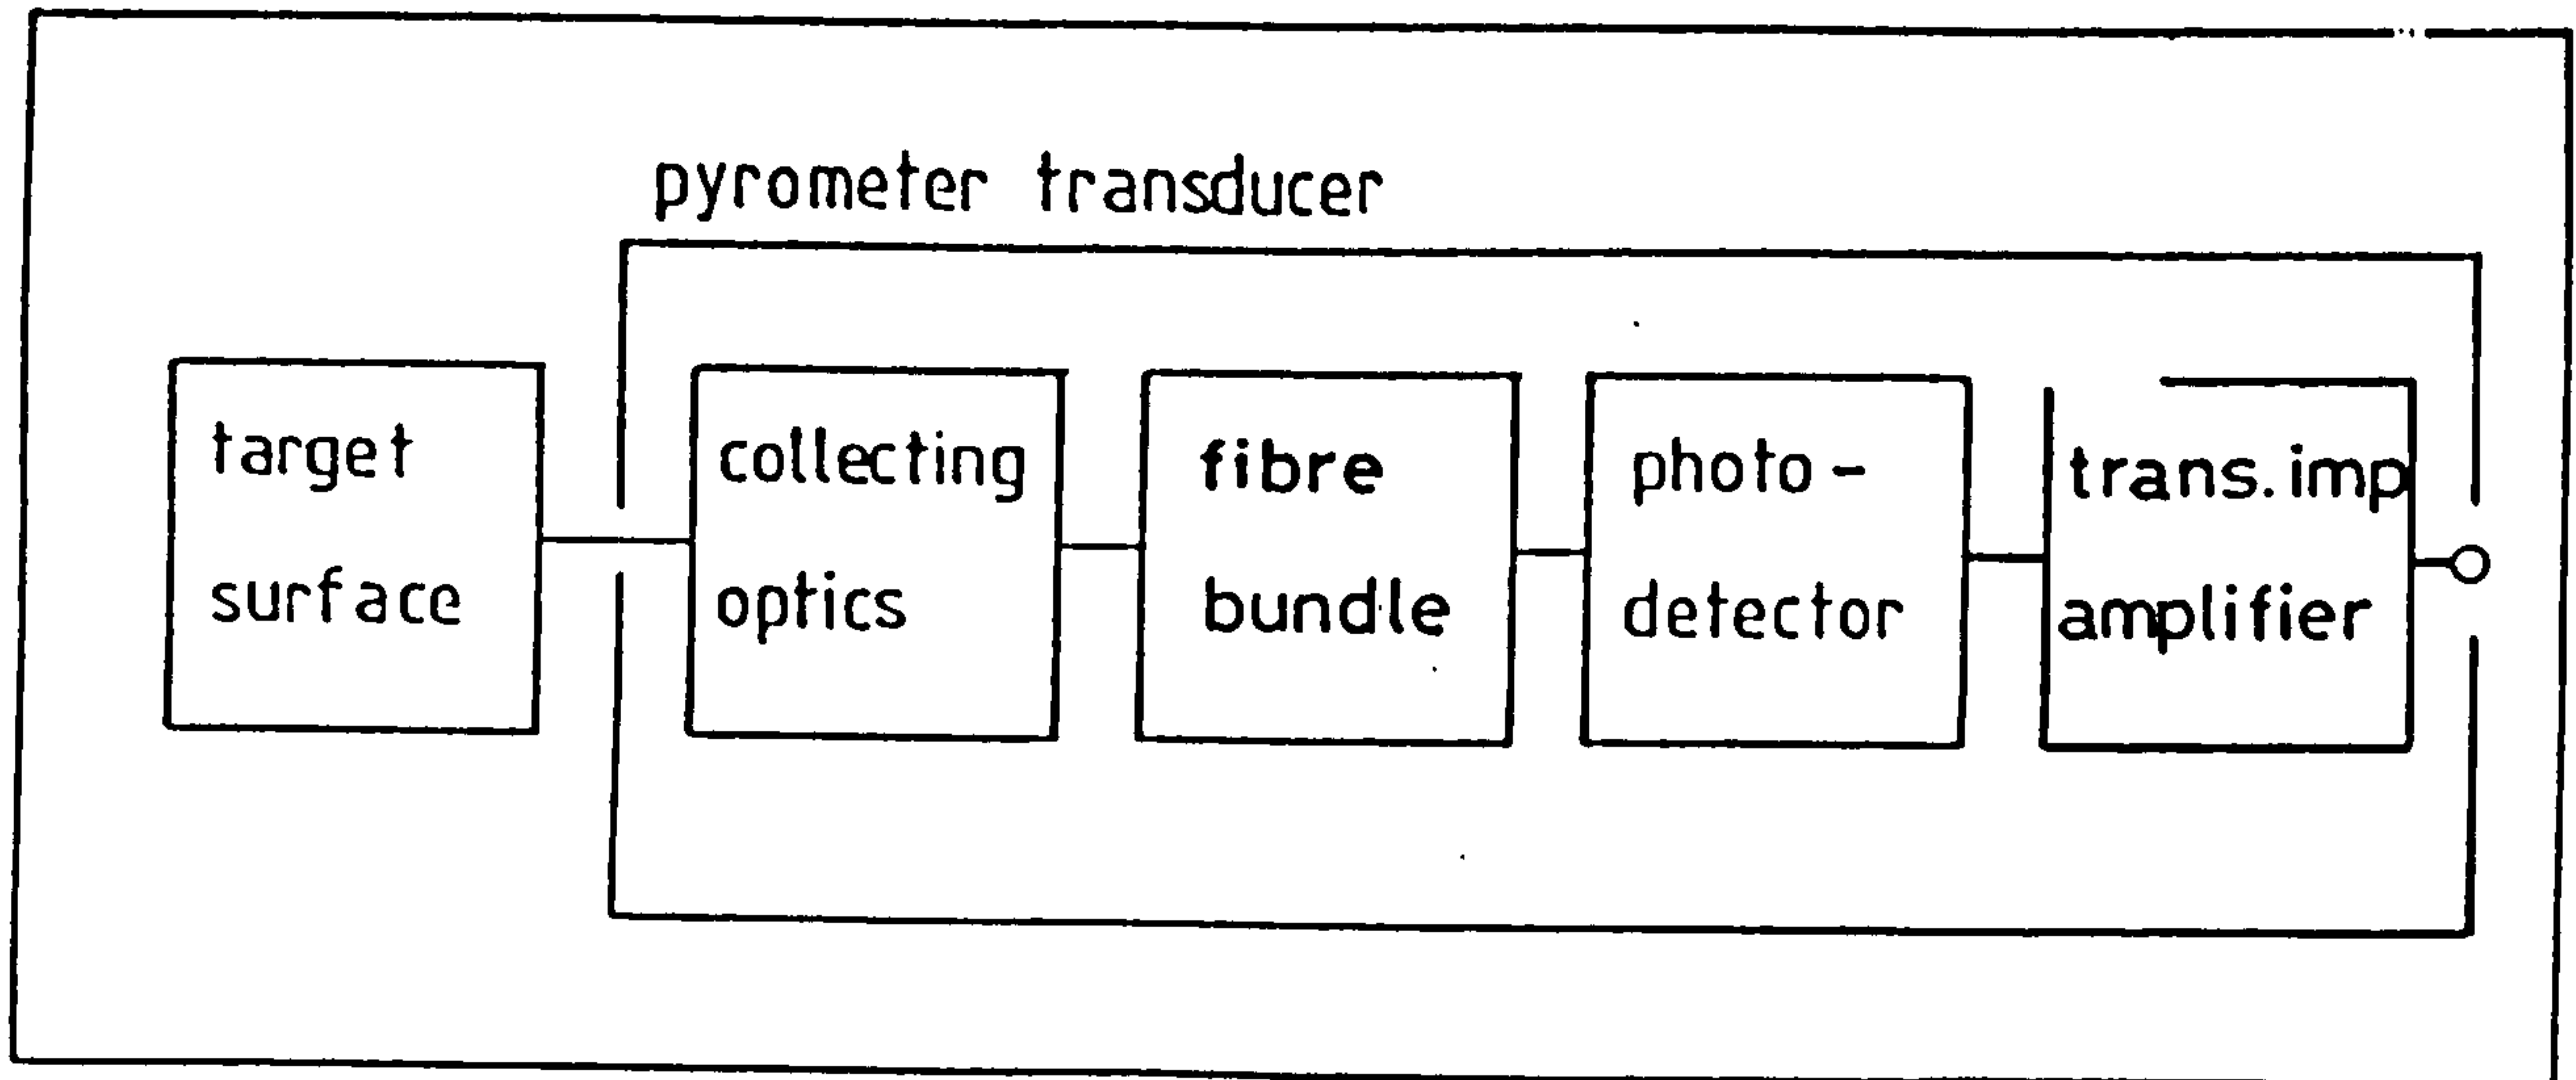 pyrometer transducer
target
surface
collecting
optics
fibre
bundle
photo-
detector
trans.imp
amplifier